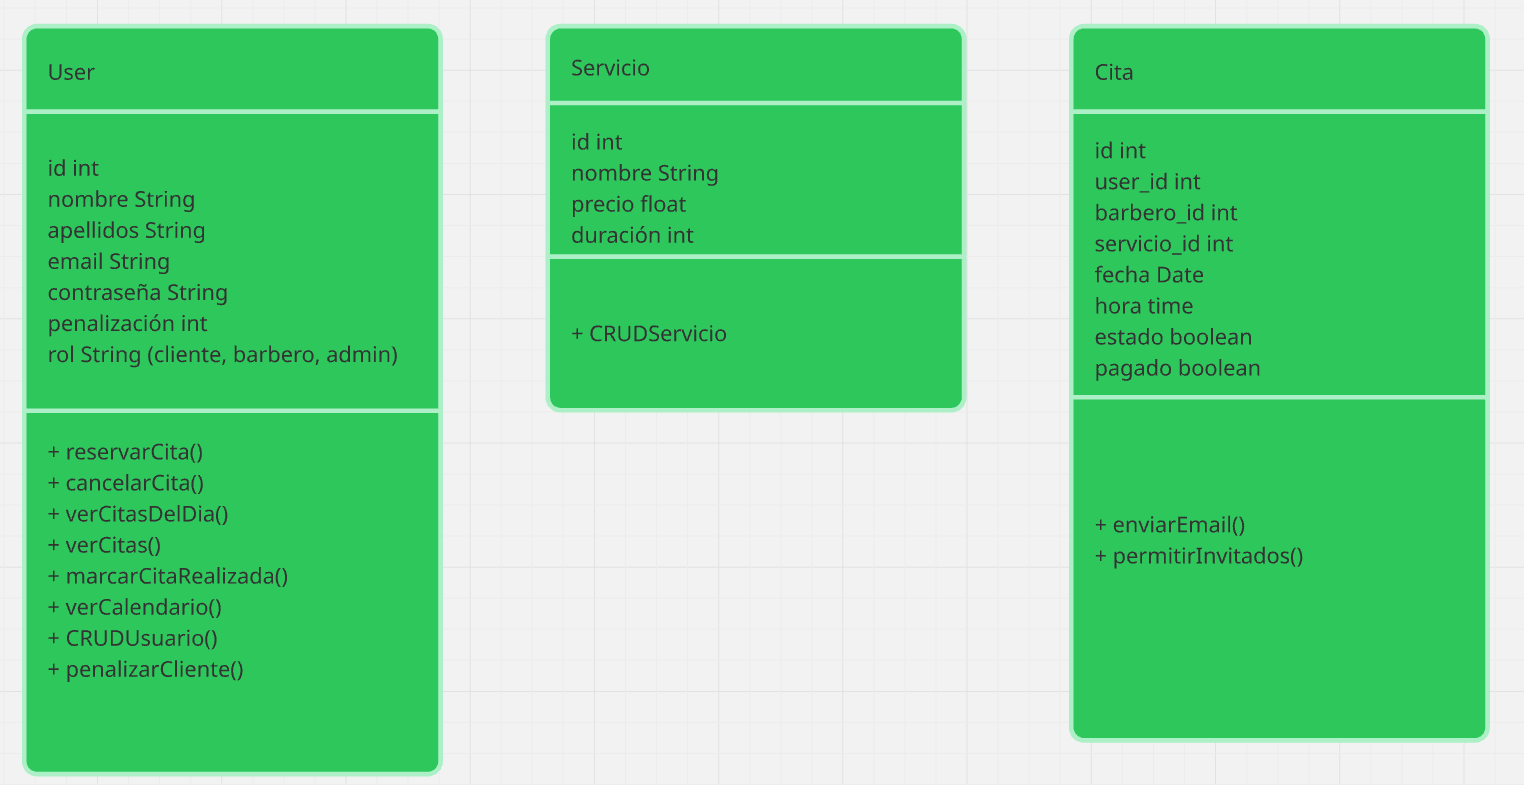 User
id int
nombre String
apellidos String
email String
contraseña String
penalización int
rol String (cliente, barbero, admin)
+ reservarCita()
+ cancelarCita()
+ verCitasDelDia()
+ verCitas()
+ marcarCitaRealizada()
+ verCalendario()
+ CRUDUsuario()
+ penalizarCliente()
Servicio
id int
nombre String
precio float
duración int
+ CRUDServicio
Cita
id int
user_id int
barbero_id int
servicio_id int
fecha Date
hora time
estado boolean
pagado boolean
+ enviarEmail()
+ permitirInvitados()